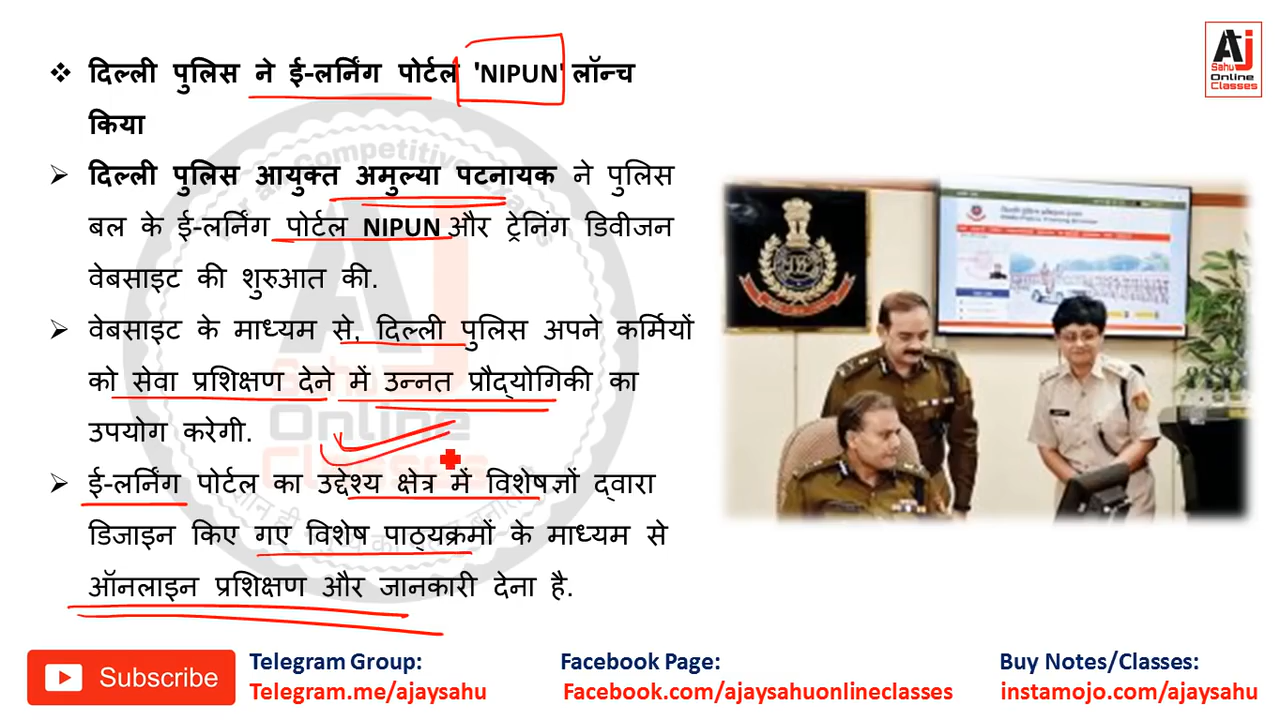 Aj
Sahu
Online
Classes
❖ दिल्ली पुलिस ने ई-लर्निंग पोर्टल 'NIPUN' लॉन्च
किया
➢ दिल्ली पुलिस आयुक्त अमुल्या पटनायक ने पुलिस
बल के ई-लर्निंग पोर्टल NIPUN और ट्रेनिंग डिवीजन
वेबसाइट की शुरुआत की.
➢ वेबसाइट के माध्यम से, दिल्ली पुलिस अपने कर्मियों
को सेवा प्रशिक्षण देने में उन्नत प्रौद्योगिकी का
उपयोग करेगी.
➢ ई-लर्निंग पोर्टल का उद्देश्य क्षेत्र में विशेषज्ञों द्वारा
डिजाइन किए गए विशेष पाठ्यक्रमों के माध्यम से
ऑनलाइन प्रशिक्षण और जानकारी देना है.
Subscribe
Telegram Group:
Telegram.me/ajaysahu
Facebook Page:
Facebook.com/ajaysahuonlineclasses
Buy Notes/Classes:
instamojo.com/ajaysahu